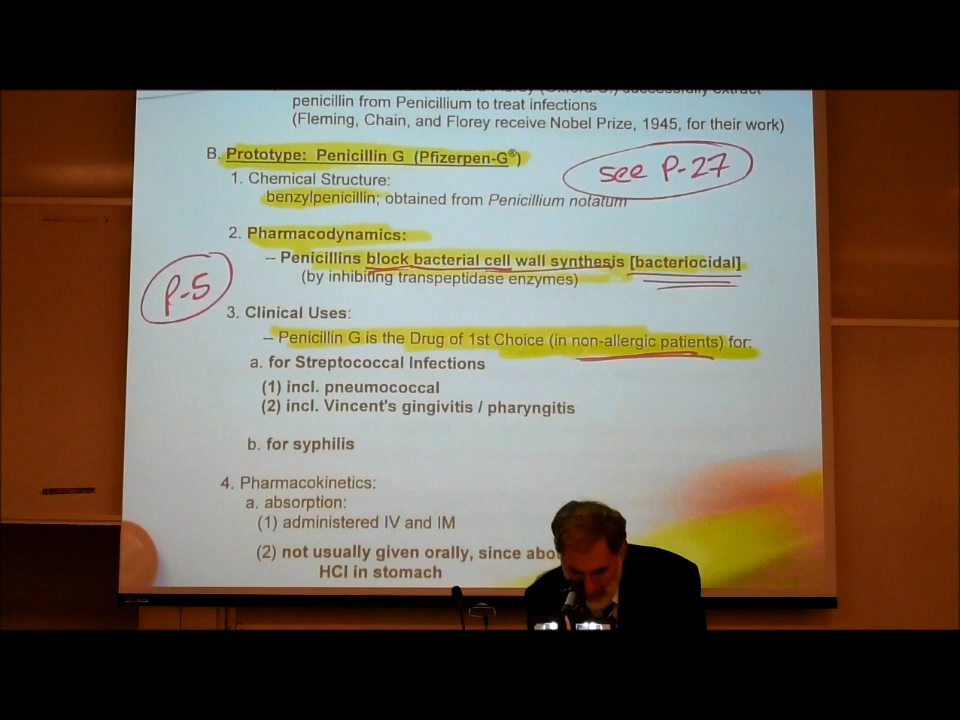 penicillin from Penicillium to treat infections
(Fleming, Chain, and Florey receive Nobel Prize, 1945, for their work)
B. Prototype: Penicillin G (Pfizerpen-G®)
see P-27
1. Chemical Structure:
benzylpenicillin; obtained from Penicillium notatum
2. Pharmacodynamics:
– Penicillins block bacterial cell wall synthesis [bacteriocidal]
(by inhibiting transpeptidase enzymes)
P-5
3. Clinical Uses:
– Penicillin G is the Drug of 1st Choice (in non-allergic patients) for:
a. for Streptococcal Infections
(1) incl. pneumococcal
(2) incl. Vincent's gingivitis / pharyngitis
b. for syphilis
4. Pharmacokinetics:
a. absorption:
(1) administered IV and IM
(2) not usually given orally, since
HCl in stomach